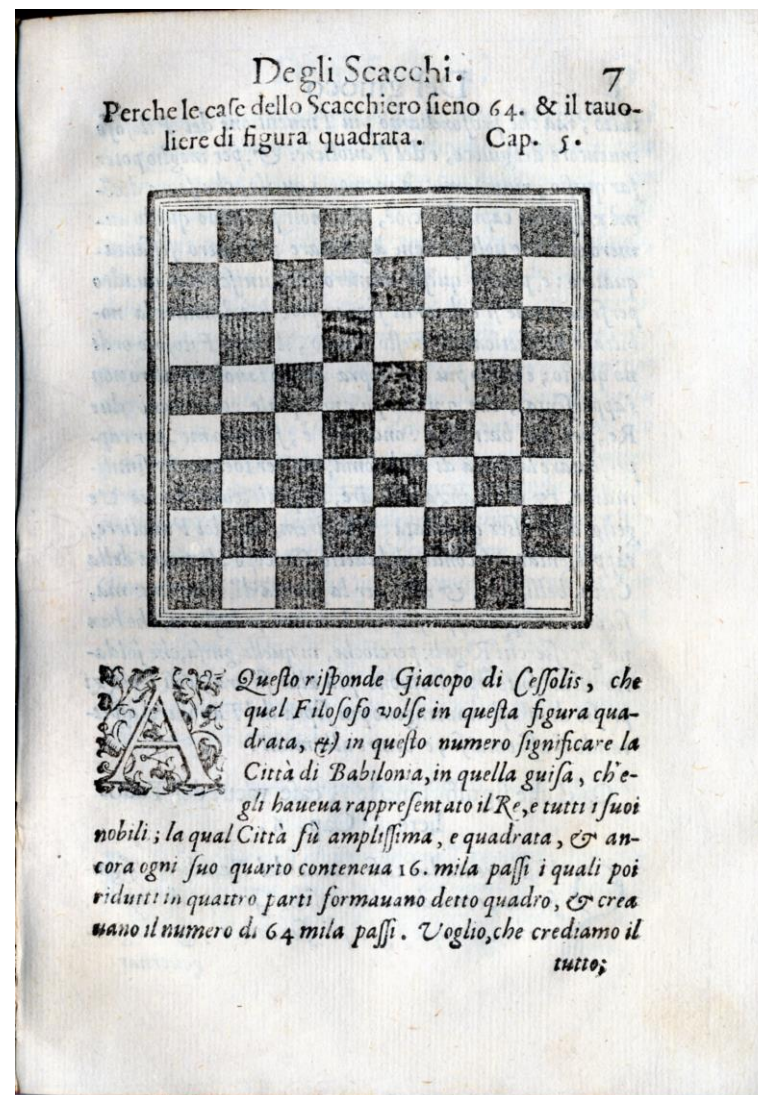 Degli Scacchi. 7
Perche le case dello Scacchiero sieno 64. & il tauo-
liere di figura quadrata. Cap. 5.
A Questo risponde Giacopo di Cessolis, che
quel Filosofo volse in questa figura qua-
drata, & in questo numero significare la
Città di Babilonia, in quella guisa, ch'e-
gli haueua rappresentato il Re, e tutti i suoi
nobili; la qual Città fù amplissima, e quadrata, & an-
cora ogni suo quarto conteneua 16. mila passi i quali poi
ridutti in quattro parti formauano detto quadro, & crea
uano il numero di 64 mila passi. Voglio, che crediamo il
tutto;